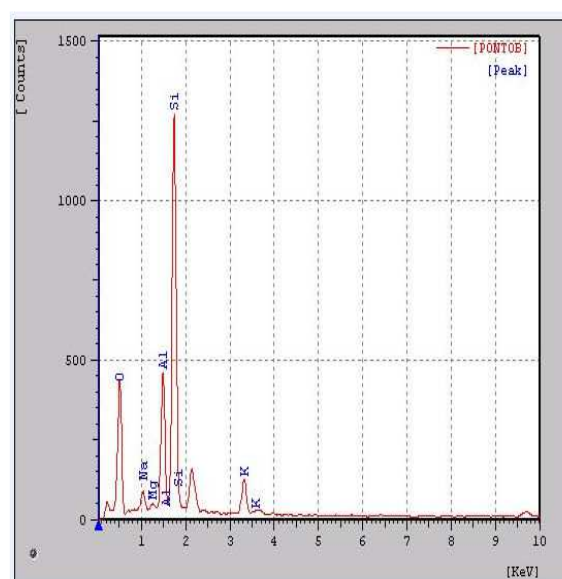 [ Counts]
1500
[PONTOB]
[Peak]
Si
1000
500
Al
O
Na
Mg
Al
Si
K
K
0
1 2 3 4 5 6 7 8 9 10
@
[KeV]